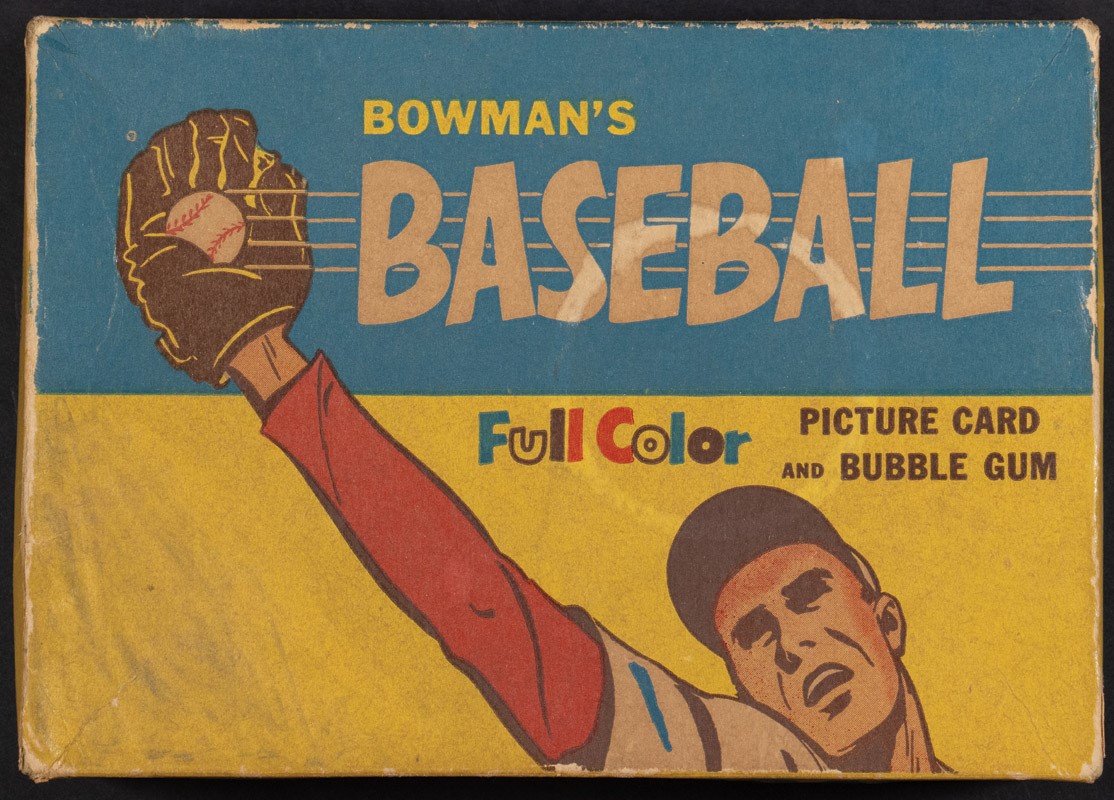 BOWMAN'S
BASEBALL
Full Color
PICTURE CARD
AND BUBBLE GUM